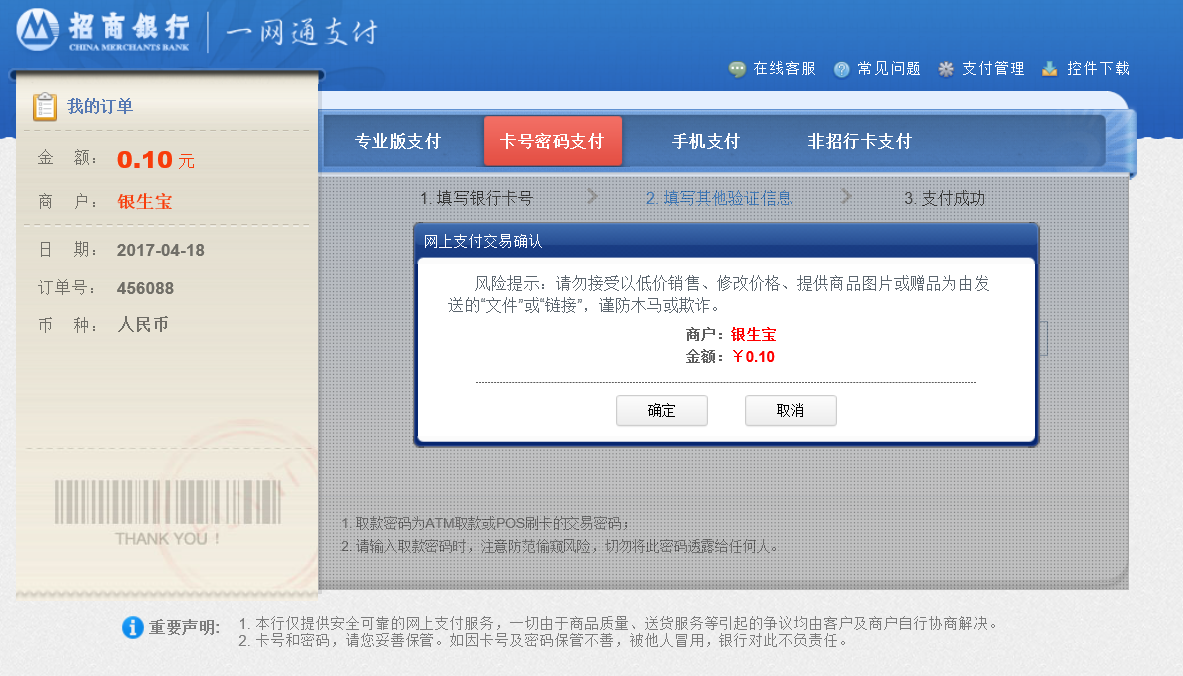 招商銀行 一网通支付
CHINA MERCHANTS BANK
在线客服 常见问题 支付管理 控件下载
我的订单
金 额： 0.10 元
商 户： 银生宝
日 期： 2017-04-18
订单号： 456088
币 种： 人民币
THANK YOU！
专业版支付 卡号密码支付 手机支付 非招行卡支付
1. 填写银行卡号 2. 填写其他验证信息 3. 支付成功
网上支付交易确认
风险提示：请勿接受以低价销售、修改价格、提供商品图片或赠品为由发
送的“文件”或“链接”，谨防木马或欺诈。
商户：银生宝
金额：￥0.10
确定 取消
1. 取款密码为ATM取款或POS刷卡的交易密码；
2. 请输入取款密码时，注意防范偷窥风险，切勿将此密码透露给任何人。
重要声明:
1. 本行仅提供安全可靠的网上支付服务，一切由于商品质量、送货服务等引起的争议均由客户及商户自行协商解决。
2. 卡号和密码，请您妥善保管。如因卡号及密码保管不善，被他人冒用，银行对此不负责任。